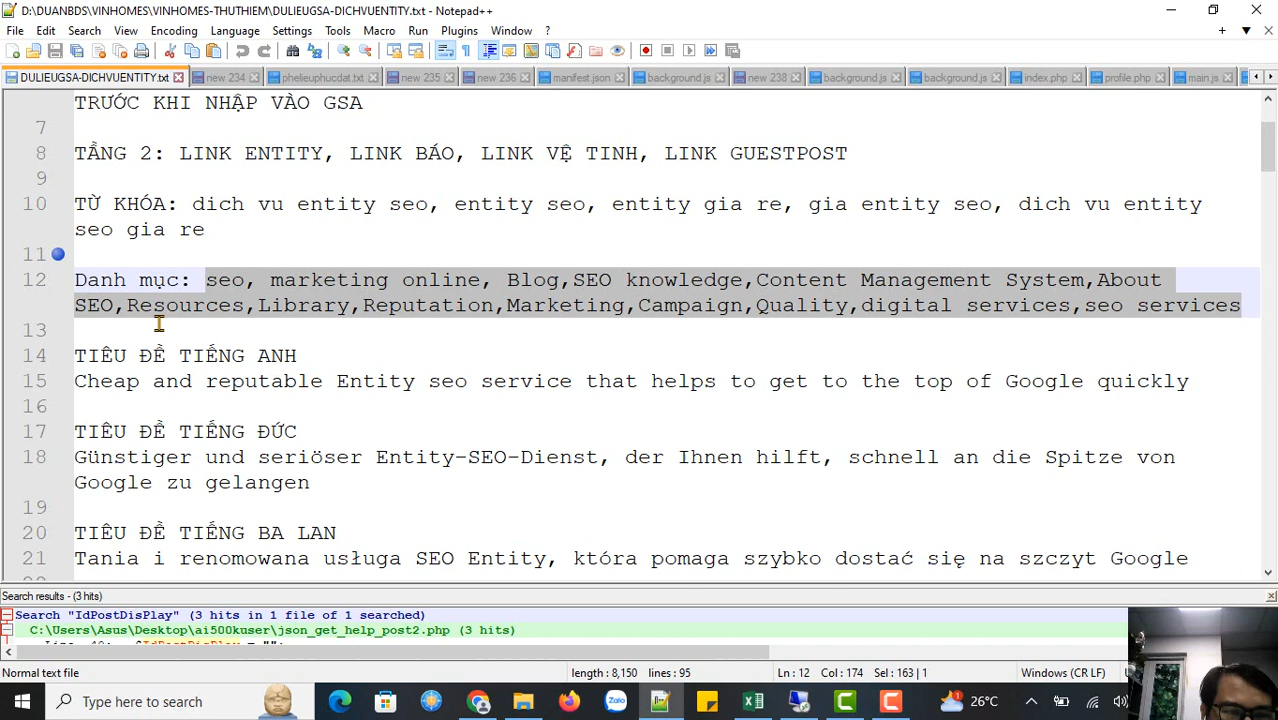 D:\DUANBDS\VINHOMES\VINHOMES-THUTHIEM\DULIEUGSA-DICHVUENTITY.txt - Notepad++
File Edit Search View Encoding Language Settings Tools Macro Run Plugins Window ?
DULIEUGSA-DICHVUENTITY.txt new 234 phelieuphucdat.txt new 235 new 236 manifest.json background.js new 238 background.js background.js index.php profile.php main.js
TRƯỚC KHI NHẬP VÀO GSA
7
8 TẦNG 2: LINK ENTITY, LINK BÁO, LINK VỆ TINH, LINK GUESTPOST
9
10 TỪ KHÓA: dich vu entity seo, entity seo, entity gia re, gia entity seo, dich vu entity
seo gia re
11
12 Danh mục: seo, marketing online, Blog,SEO knowledge,Content Management System,About
SEO,Resources,Library,Reputation,Marketing,Campaign,Quality,digital services,seo services
13
14 TIÊU ĐỀ TIẾNG ANH
15 Cheap and reputable Entity seo service that helps to get to the top of Google quickly
16
17 TIÊU ĐỀ TIẾNG ĐỨC
18 Günstiger und seriöser Entity-SEO-Dienst, der Ihnen hilft, schnell an die Spitze von
Google zu gelangen
19
20 TIÊU ĐỀ TIẾNG BA LAN
21 Tania i renomowana usługa SEO Entity, która pomaga szybko dostać się na szczyt Google
Search results - (3 hits)
Search "IdPostDisPlay" (3 hits in 1 file of 1 searched)
C:\Users\Asus\Desktop\ai500kuser\json_get_help_post2.php (3 hits)
Normal text file length : 8,150 lines : 95 Ln : 12 Col : 174 Sel : 163 | 1 Windows (CR LF)
Type here to search 26°C